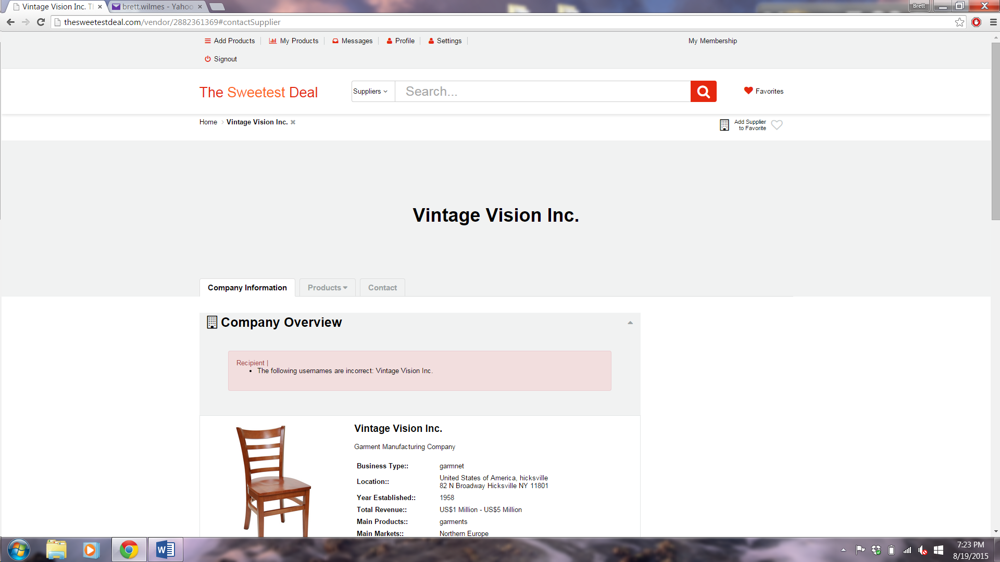 Vintage Vision Inc. Th
brett.wilmes - Yahoo
Brett
thesweetestdeal.com/vendor/2882361369#contactSupplier
Add Products
My Products
Messages
Profile
Settings
My Membership
Signout
The Sweetest Deal
Suppliers
Search...
Favorites
Home
Vintage Vision Inc.
Add Supplier
to Favorite
Vintage Vision Inc.
Company Information
Products
Contact
Company Overview
Recipient |
• The following usernames are incorrect: Vintage Vision Inc.
Vintage Vision Inc.
Garment Manufacturing Company
Business Type:: garmnet
Location:: United States of America, hicksville
82 N Broadway Hicksville NY 11801
Year Established:: 1958
Total Revenue:: US$1 Million - US$5 Million
Main Products:: garments
Main Markets:: Northern Europe
7:23 PM
8/19/2015